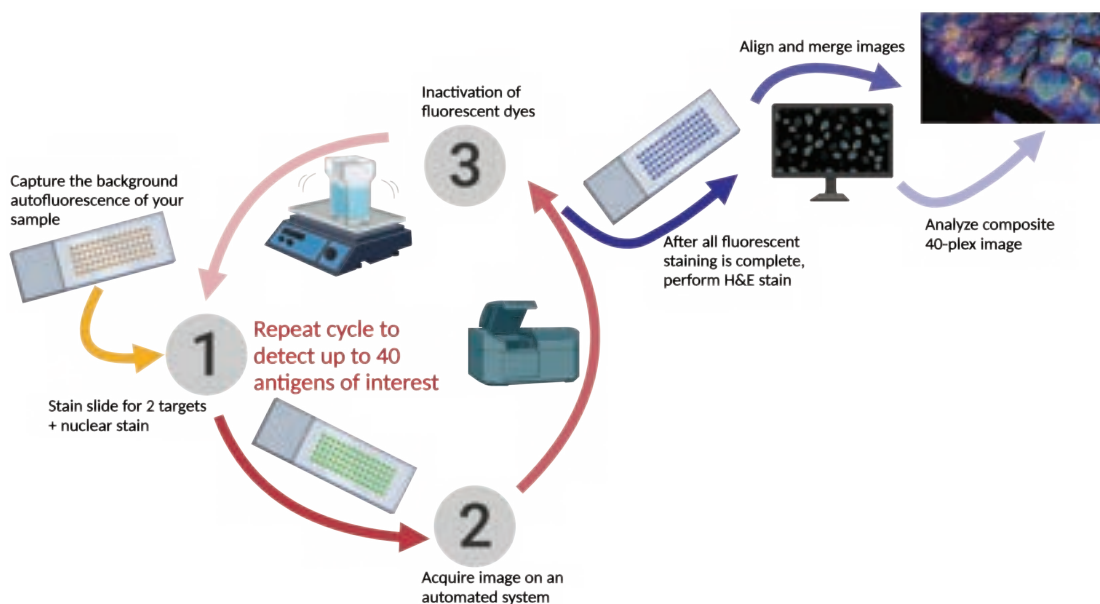 Capture the background
autofluorescence of your
sample
1
Stain slide for 2 targets
+ nuclear stain
Repeat cycle to
detect up to 40
antigens of interest
2
Acquire image on an
automated system
Inactivation of
fluorescent dyes
3
After all fluorescent
staining is complete,
perform H&E stain
Align and merge images
Analyze composite
40-plex image